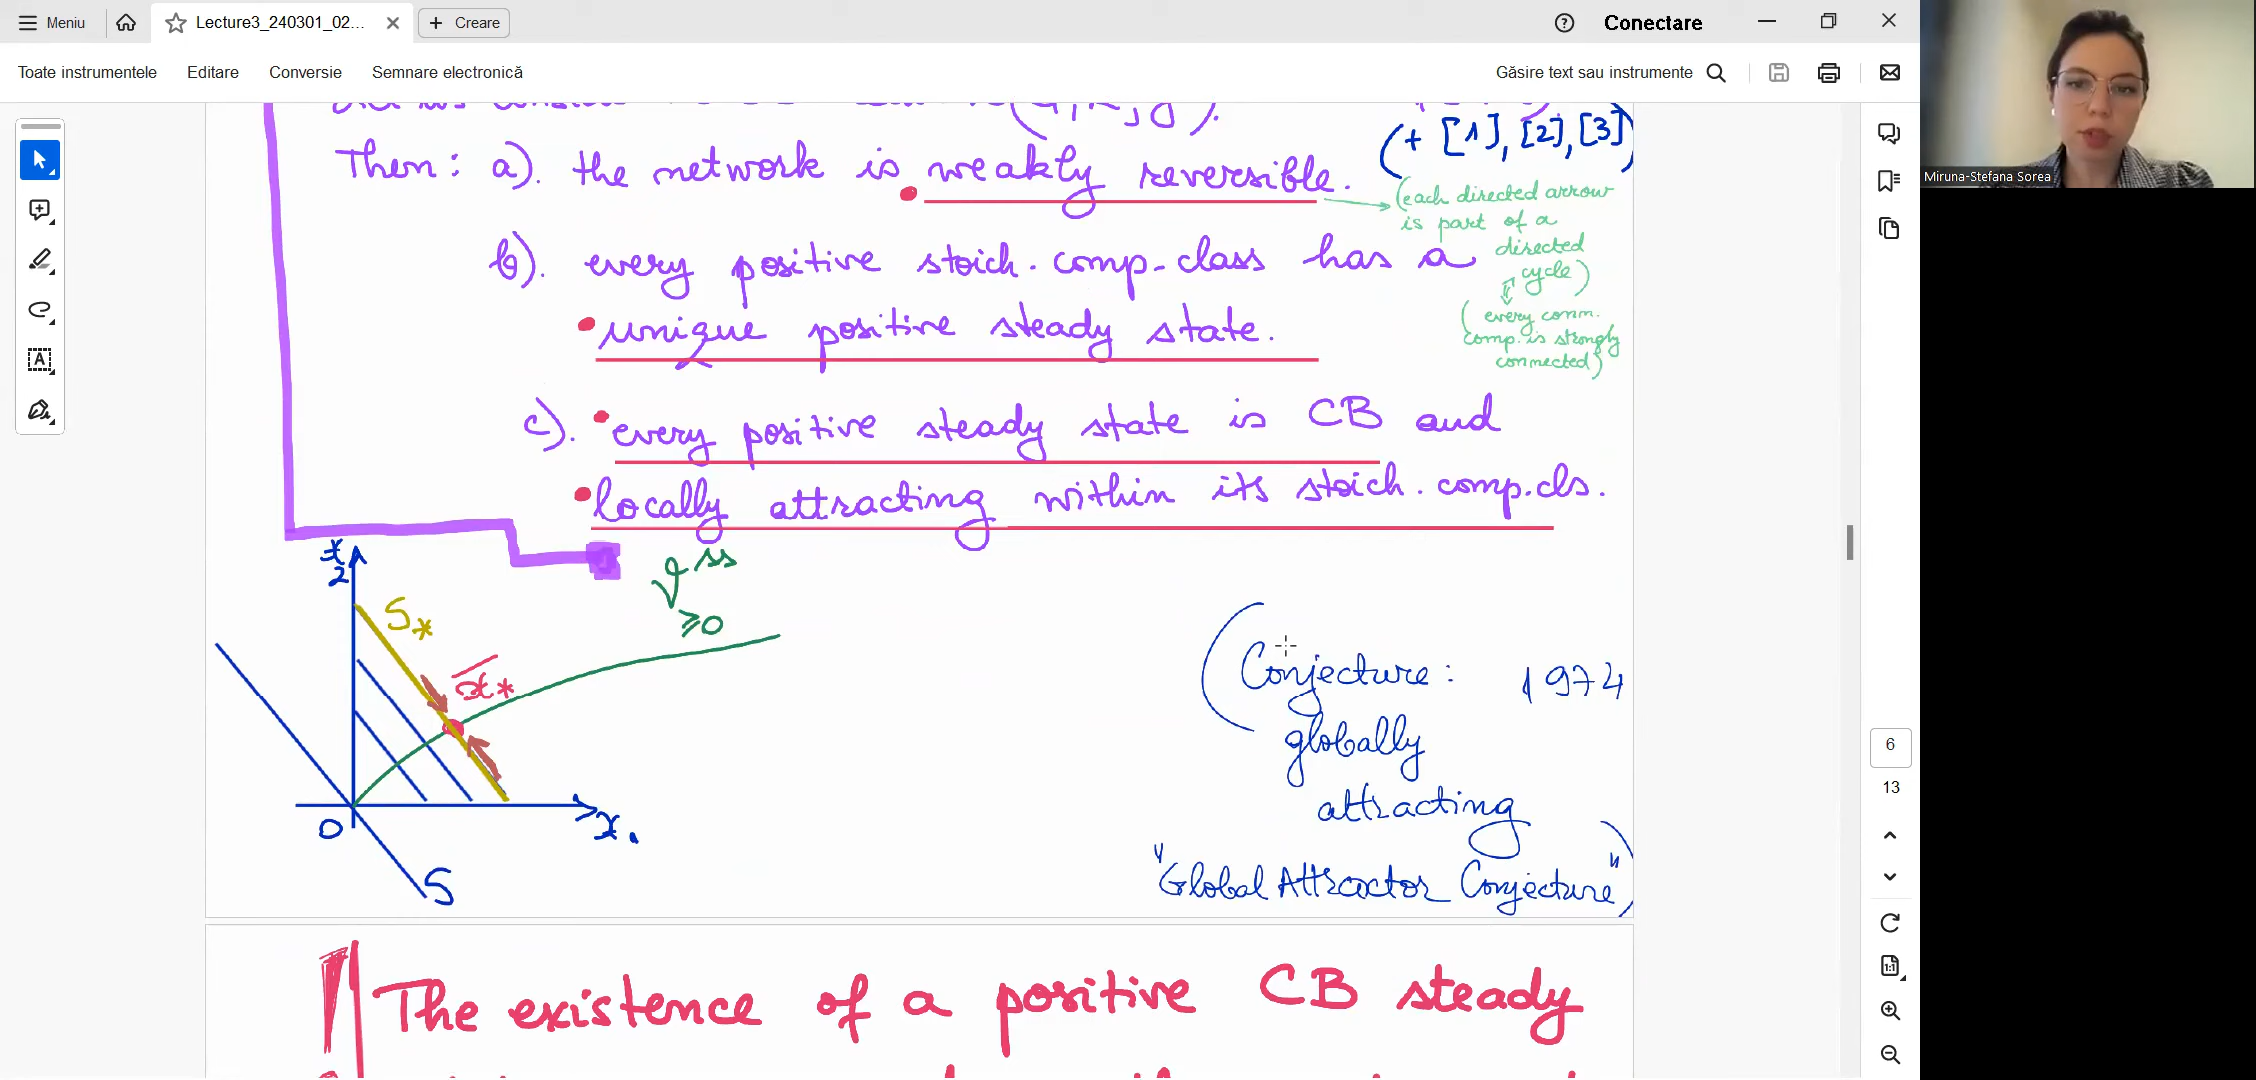 Meniu
Lecture3_240301_02...
Creare
Conectare
Toate instrumentele
Editare
Conversie
Semnare electronică
Găsire text sau instrumente
Miruna-Stefana Sorea
(+ [1], [2], [3])
Then: a). the network is weakly reversible.
(each directed arrow
is part of a
directed
cycle)
(every conn.
comp. is strongly
connected)
b). every positive stoich. comp. class has a
unique positive steady state.
c). every positive steady state is CB and
locally attracting within its stoich. comp. cls.
x2
S*
V ss ≥0
x̄*
0
x1
S
(Conjecture: 1974
globally
attracting
"Global Attractor Conjecture")
The existence of a positive CB steady
6
13